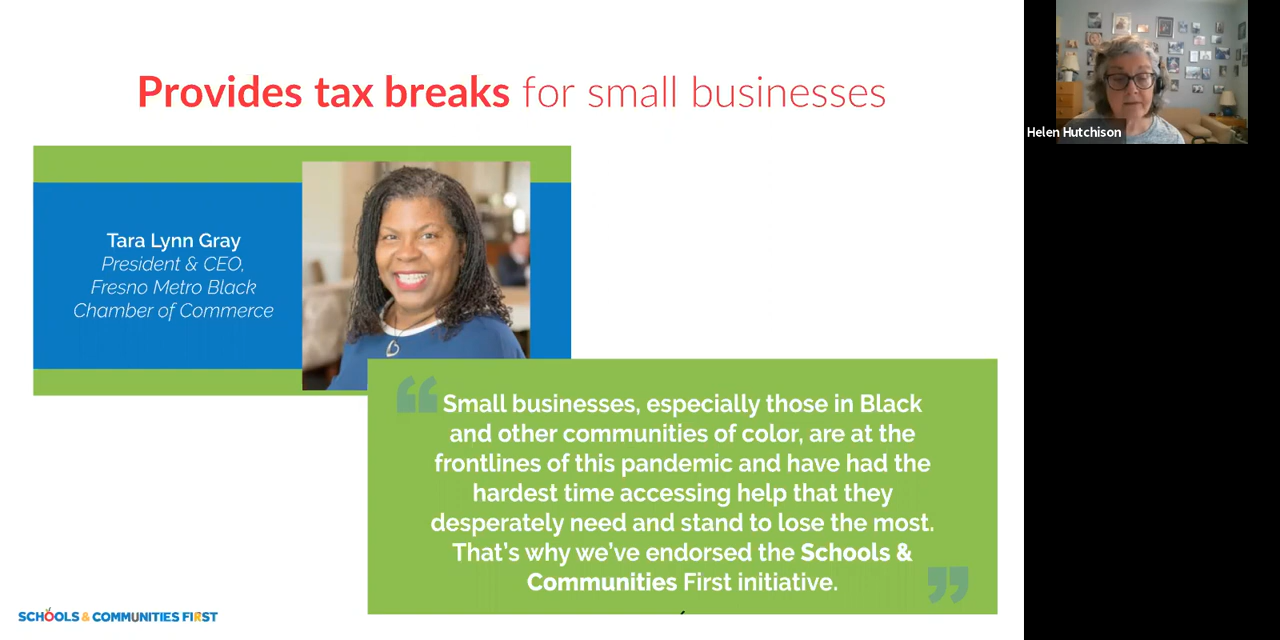 Provides tax breaks for small businesses
Helen Hutchison
Tara Lynn Gray
President & CEO,
Fresno Metro Black
Chamber of Commerce
“Small businesses, especially those in Black
and other communities of color, are at the
frontlines of this pandemic and have had the
hardest time accessing help that they
desperately need and stand to lose the most.
That’s why we’ve endorsed the Schools &
Communities First initiative.”
SCHOOLS & COMMUNITIES FIRST